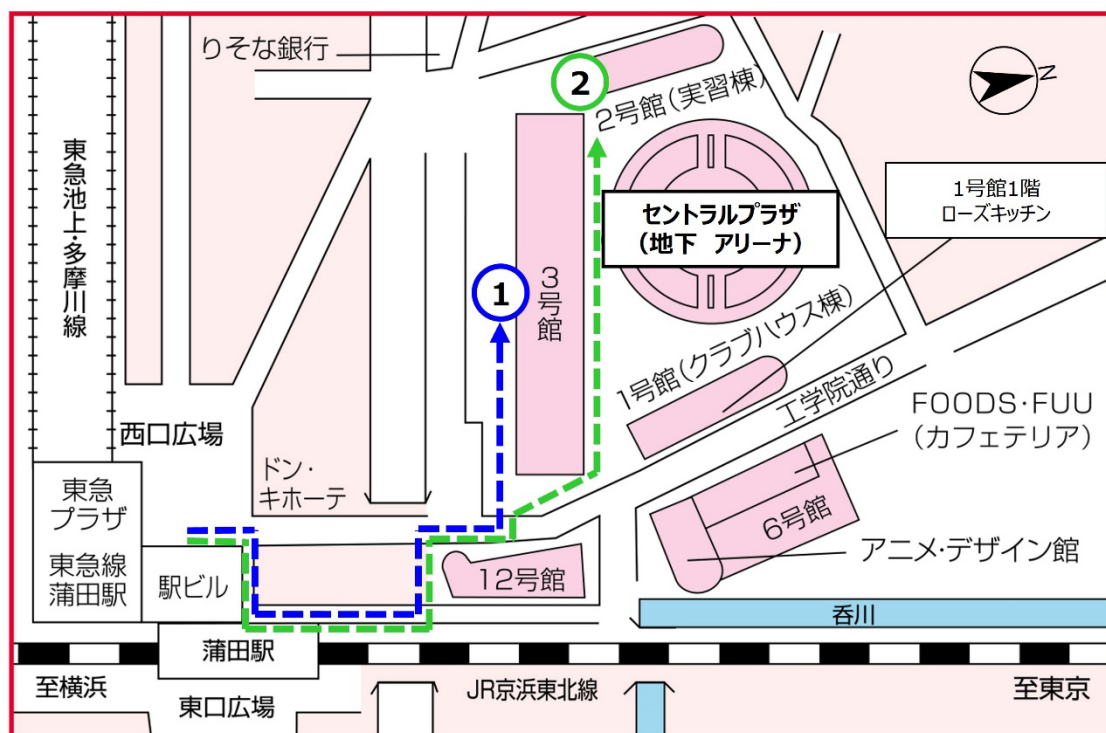 りそな銀行
N
2
2号館(実習棟)
東急池上・多摩川線
セントラルプラザ
(地下 アリーナ)
1号館1階
ローズキッチン
1
3号館
1号館(クラブハウス棟)
工学院通り
FOODS・FUU
(カフェテリア)
西口広場
ドン・
キホーテ
東急
プラザ
東急線
蒲田駅
駅ビル
12号館
6号館
アニメ・デザイン館
呑川
蒲田駅
至横浜
JR京浜東北線
至東京
東口広場